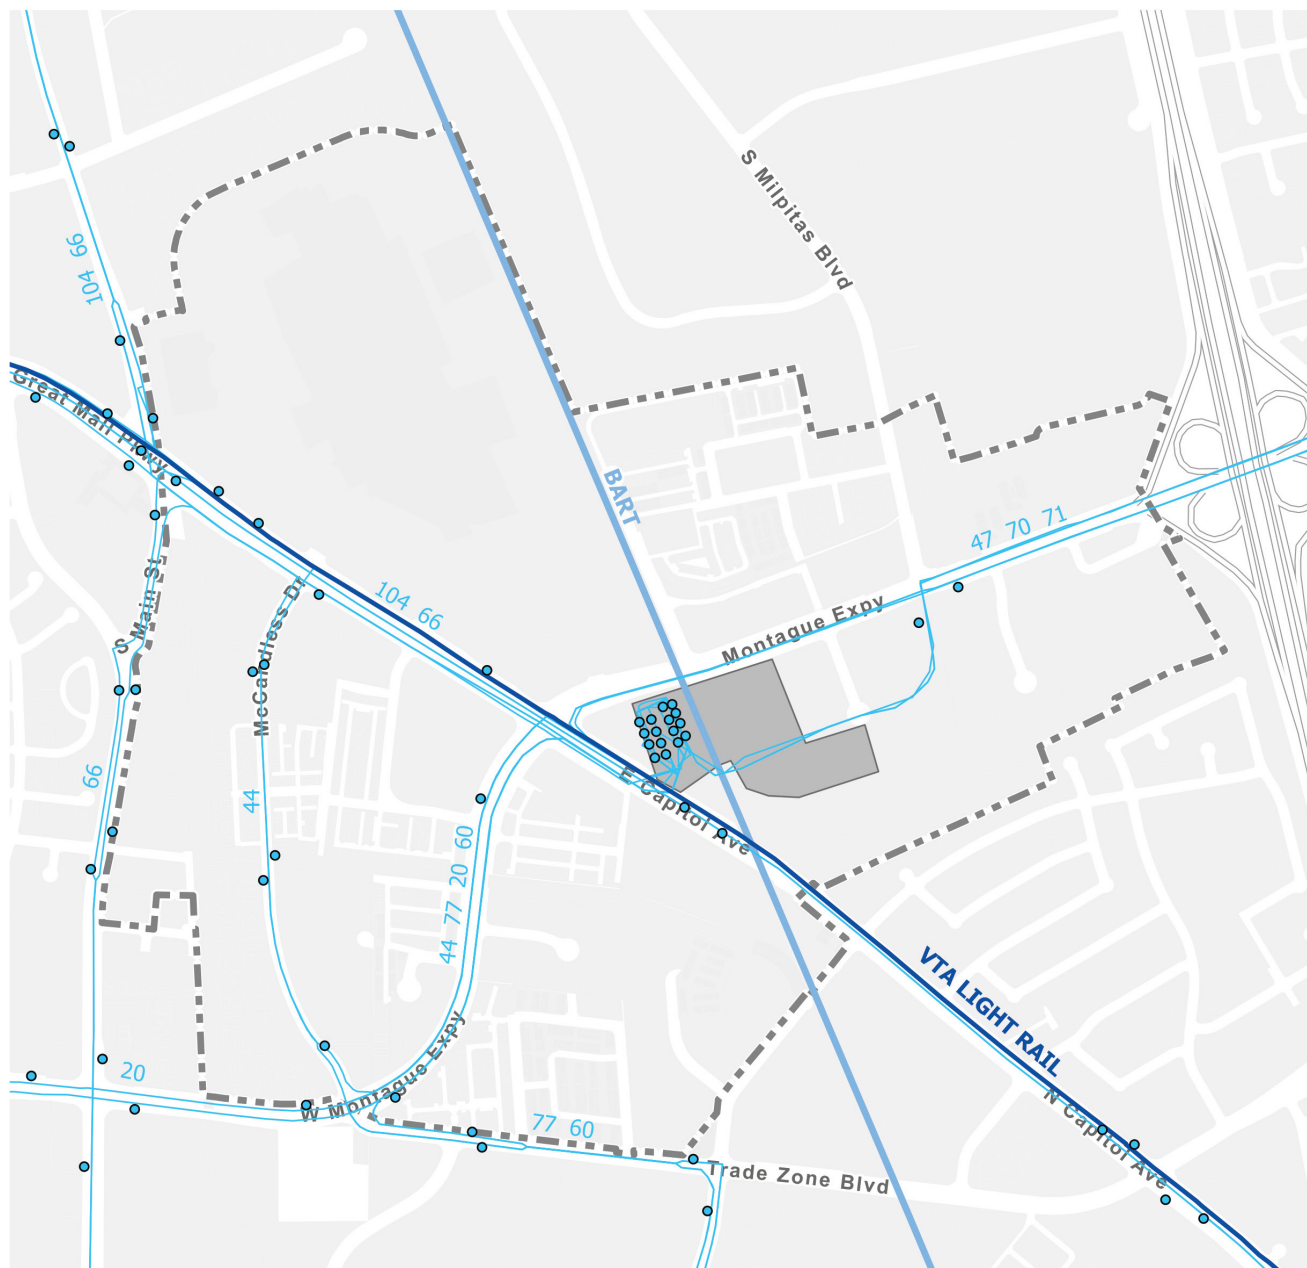 S Milpitas Blvd
104 66
Great Mall Pkwy
BART
47 70 71
S Main St
McCandless Dr
104 66
Montague Expy
66
44
E Capitol Ave
44 77 20 60
VTA LIGHT RAIL
W Montague Expy
20
77 60
N Capitol Ave
Trade Zone Blvd